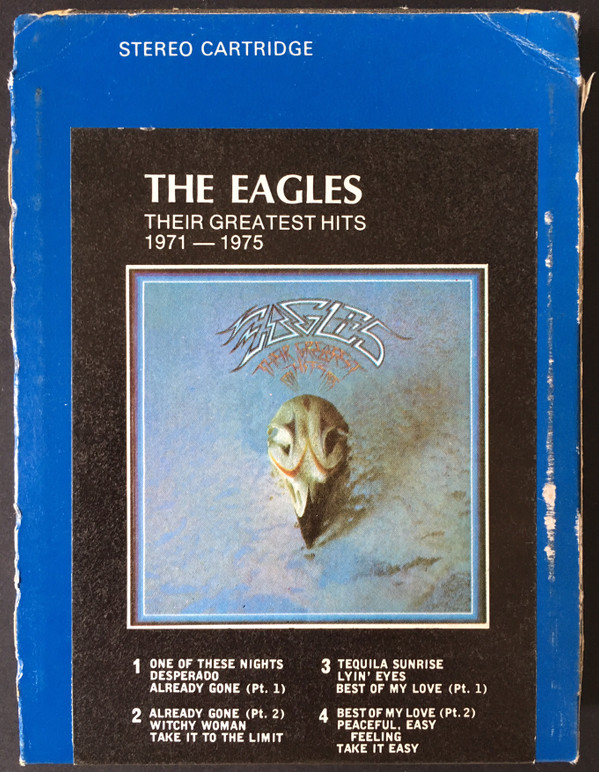 STEREO CARTRIDGE
THE EAGLES
THEIR GREATEST HITS
1971 — 1975
EAGLES
THEIR GREATEST
1 ONE OF THESE NIGHTS
DESPERADO
ALREADY GONE (Pt. 1)
2 ALREADY GONE (Pt. 2)
WITCHY WOMAN
TAKE IT TO THE LIMIT
3 TEQUILA SUNRISE
LYIN' EYES
BEST OF MY LOVE (Pt. 1)
4 BEST OF MY LOVE (Pt. 2)
PEACEFUL, EASY
FEELING
TAKE IT EASY